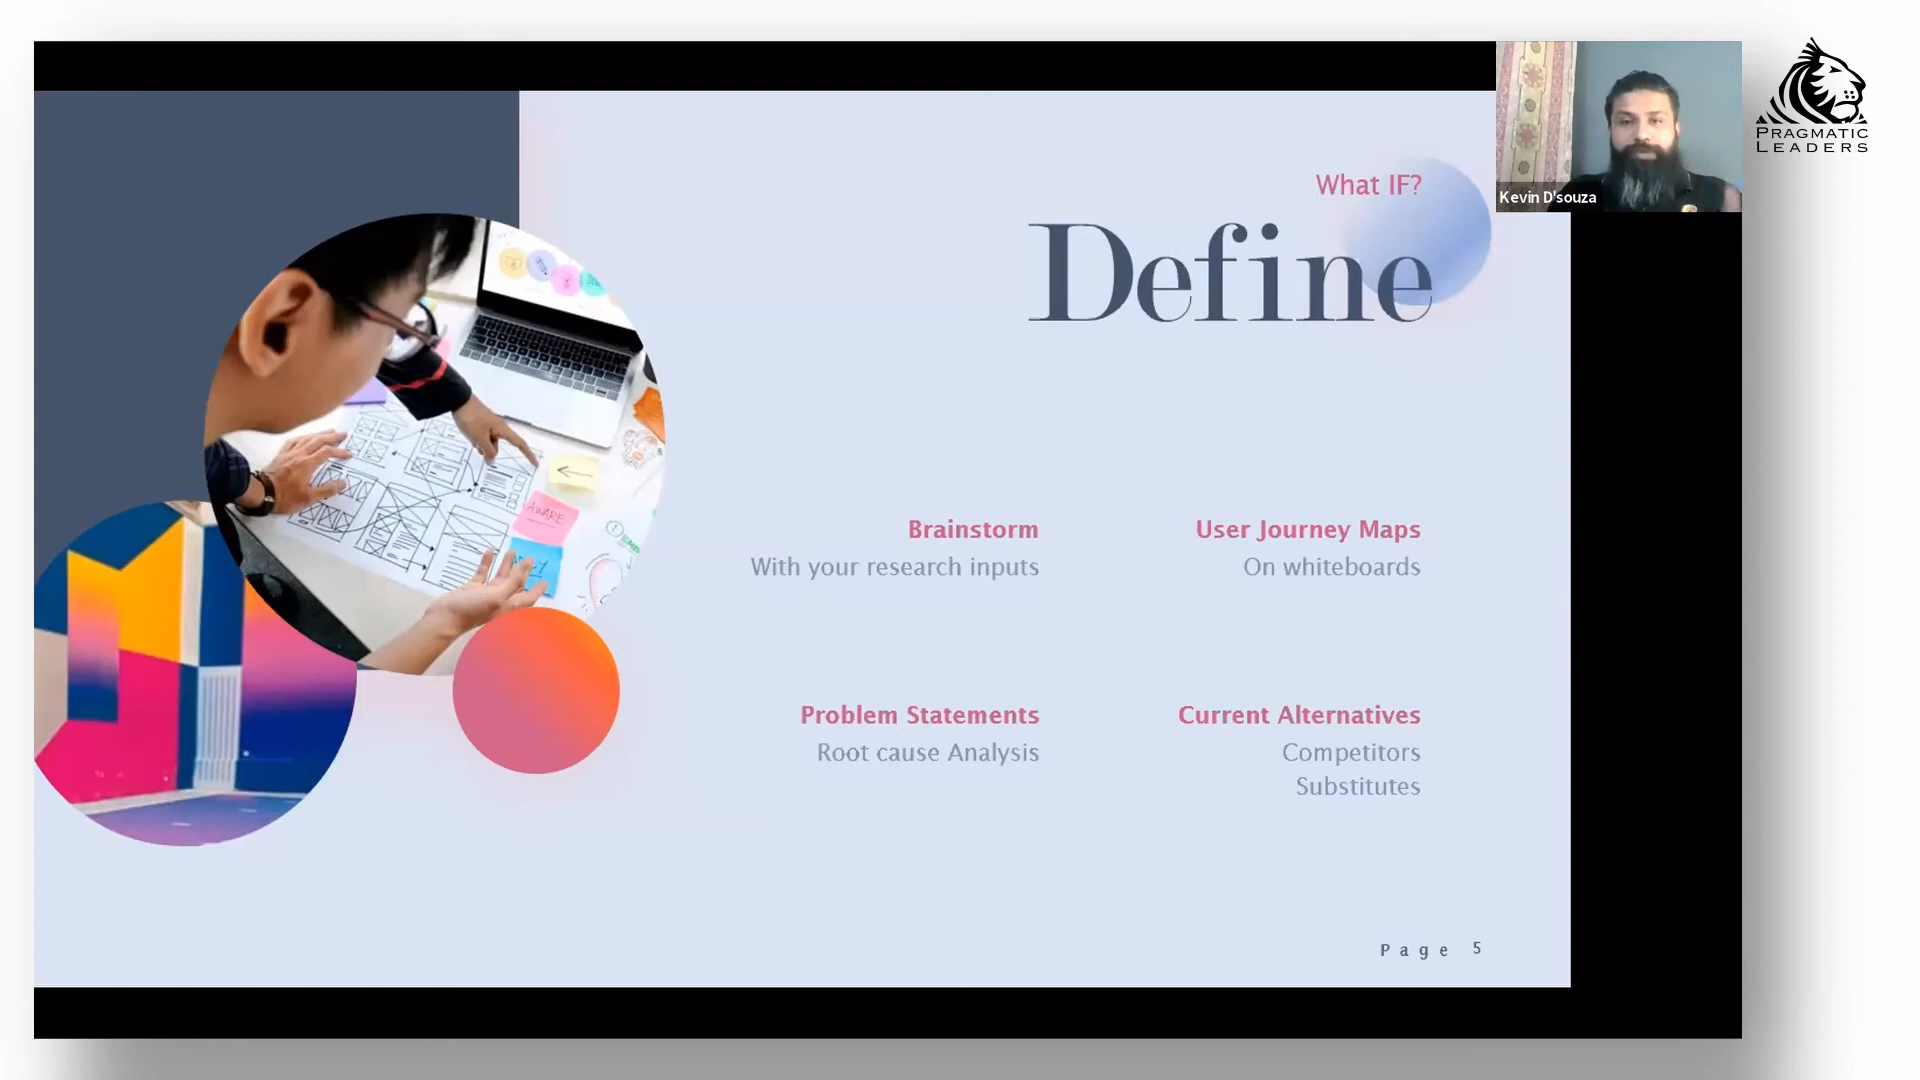 What IF?
Define
Brainstorm
With your research inputs
User Journey Maps
On whiteboards
Problem Statements
Root cause Analysis
Current Alternatives
Competitors
Substitutes
Page 5
Kevin D'souza
PRAGMATIC
LEADERS
AWARE